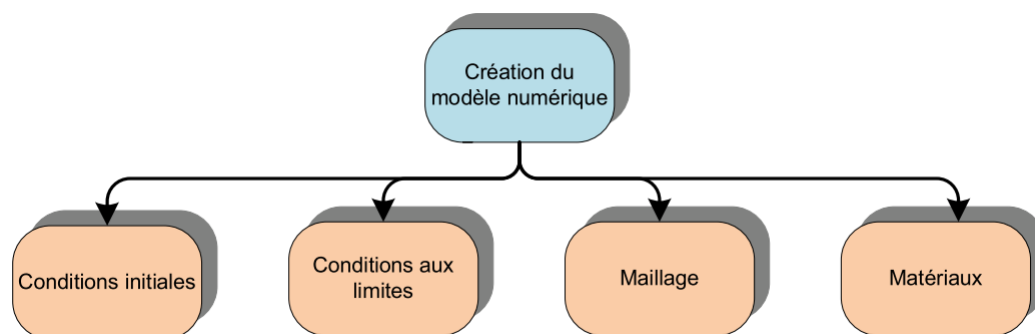 Création du
modèle numérique
Conditions initiales
Conditions aux
limites
Maillage
Matériaux